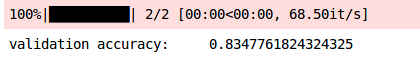 100%|██████████| 2/2 [00:00<00:00, 68.50it/s]
validation accuracy:     0.8347761824324325